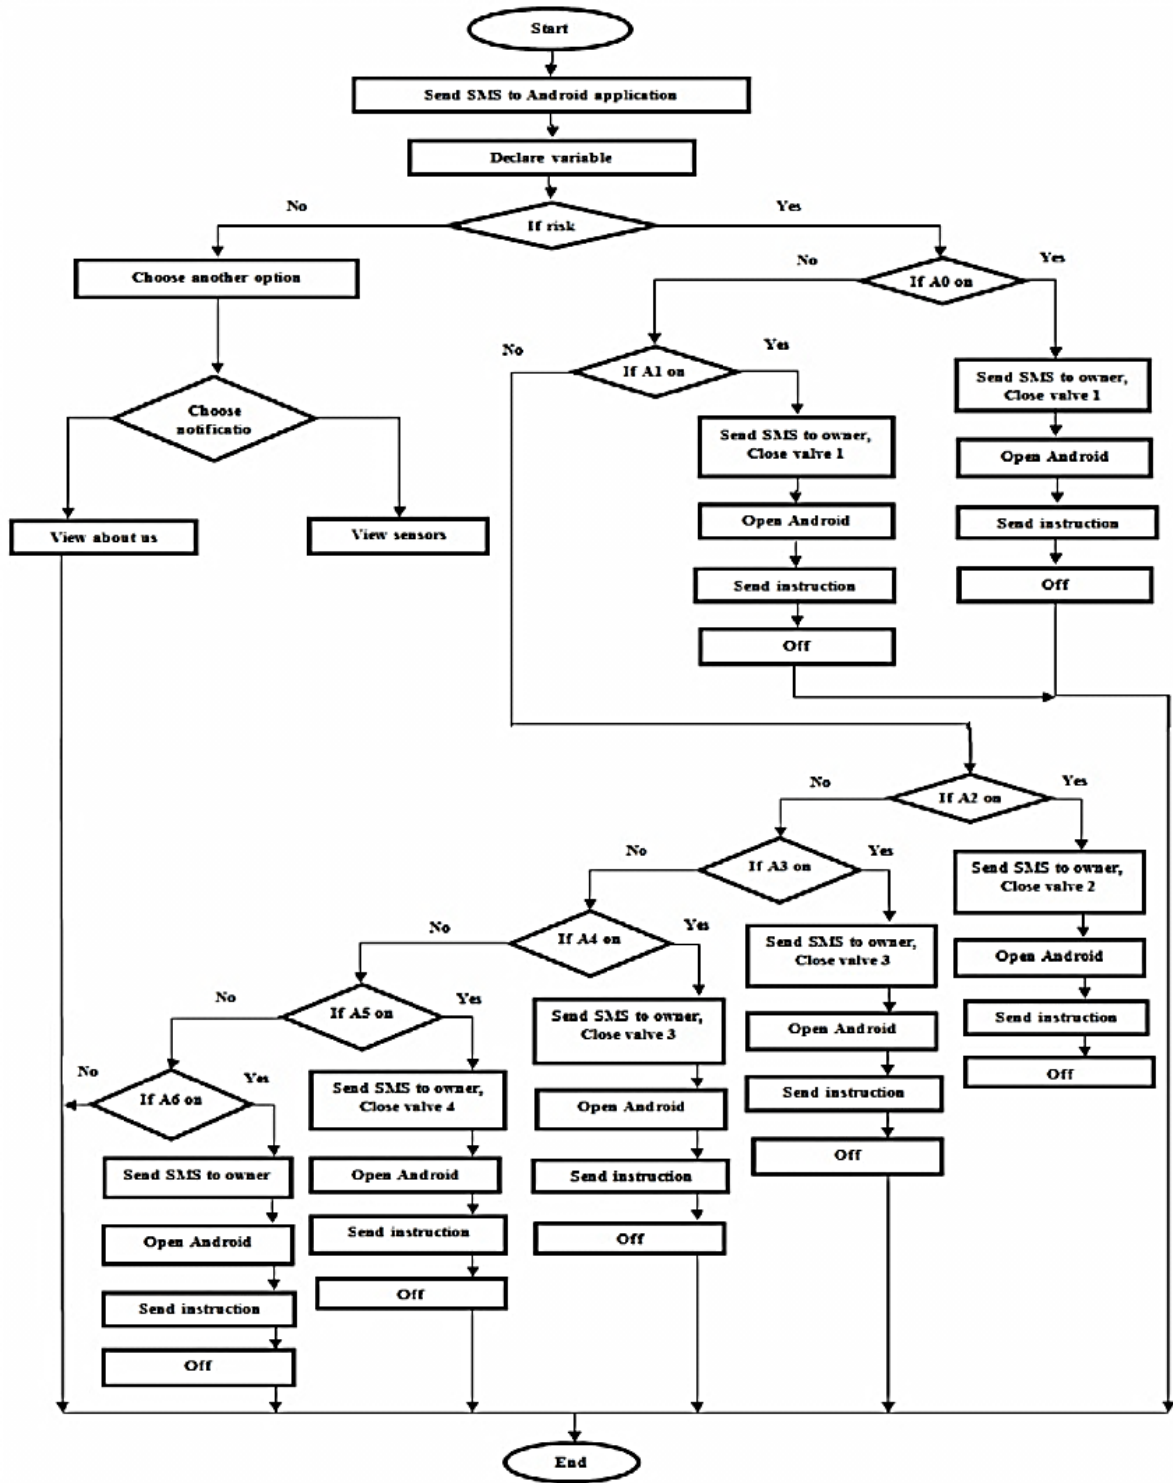 Start
Send SMS to Android application
Declare variable
No
Yes
If risk
Choose another option
No
Yes
If A0 on
No
Yes
If A1 on
Send SMS to owner,
Close valve 1
Choose
notificatio
Send SMS to owner,
Close valve 1
Open Android
Open Android
Send instruction
View about us
View sensors
Send instruction
Off
Off
No
Yes
If A2 on
No
Yes
If A3 on
Send SMS to owner,
Close valve 2
No
Yes
If A4 on
Send SMS to owner,
Close valve 3
Open Android
No
Yes
If A5 on
Send SMS to owner,
Close valve 3
Open Android
Send instruction
No
Yes
If A6 on
Send SMS to owner,
Close valve 4
Open Android
Send instruction
Off
Send SMS to owner
Open Android
Send instruction
Off
Open Android
Send instruction
Off
Send instruction
Off
Off
End